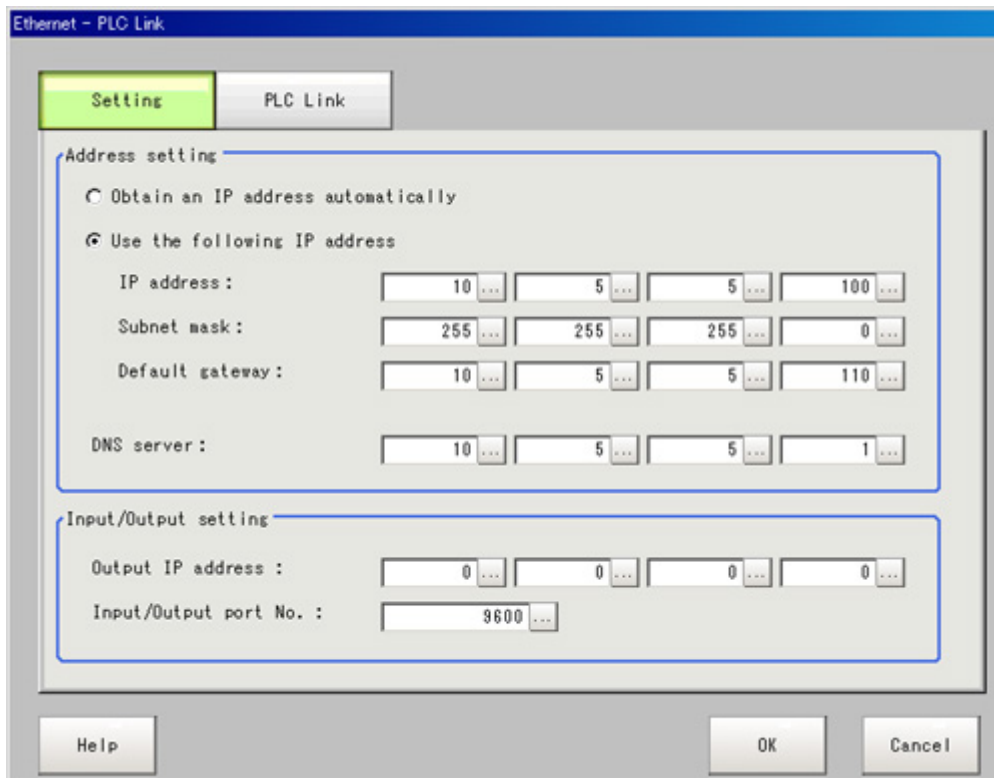 Ethernet - PLC Link
Setting PLC Link
Address setting
Obtain an IP address automatically
Use the following IP address
IP address: 10 ... 5 ... 5 ... 100 ...
Subnet mask: 255 ... 255 ... 255 ... 0 ...
Default gateway: 10 ... 5 ... 5 ... 110 ...
DNS server: 10 ... 5 ... 5 ... 1 ...
Input/Output setting
Output IP address : 0 ... 0 ... 0 ... 0 ...
Input/Output port No. : 9600 ...
Help OK Cancel